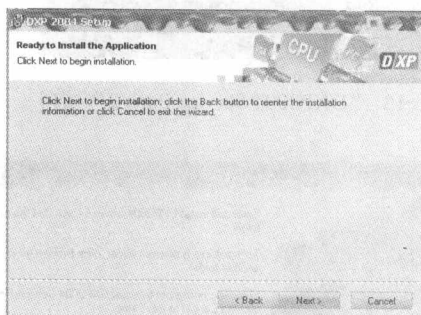 DXP 2004 Setup
Ready to Install the Application
Click Next to begin installation.
CPU
DXP
Click Next to begin installation, click the Back button to reenter the installation
information or click Cancel to exit the wizard.
< Back
Next >
Cancel